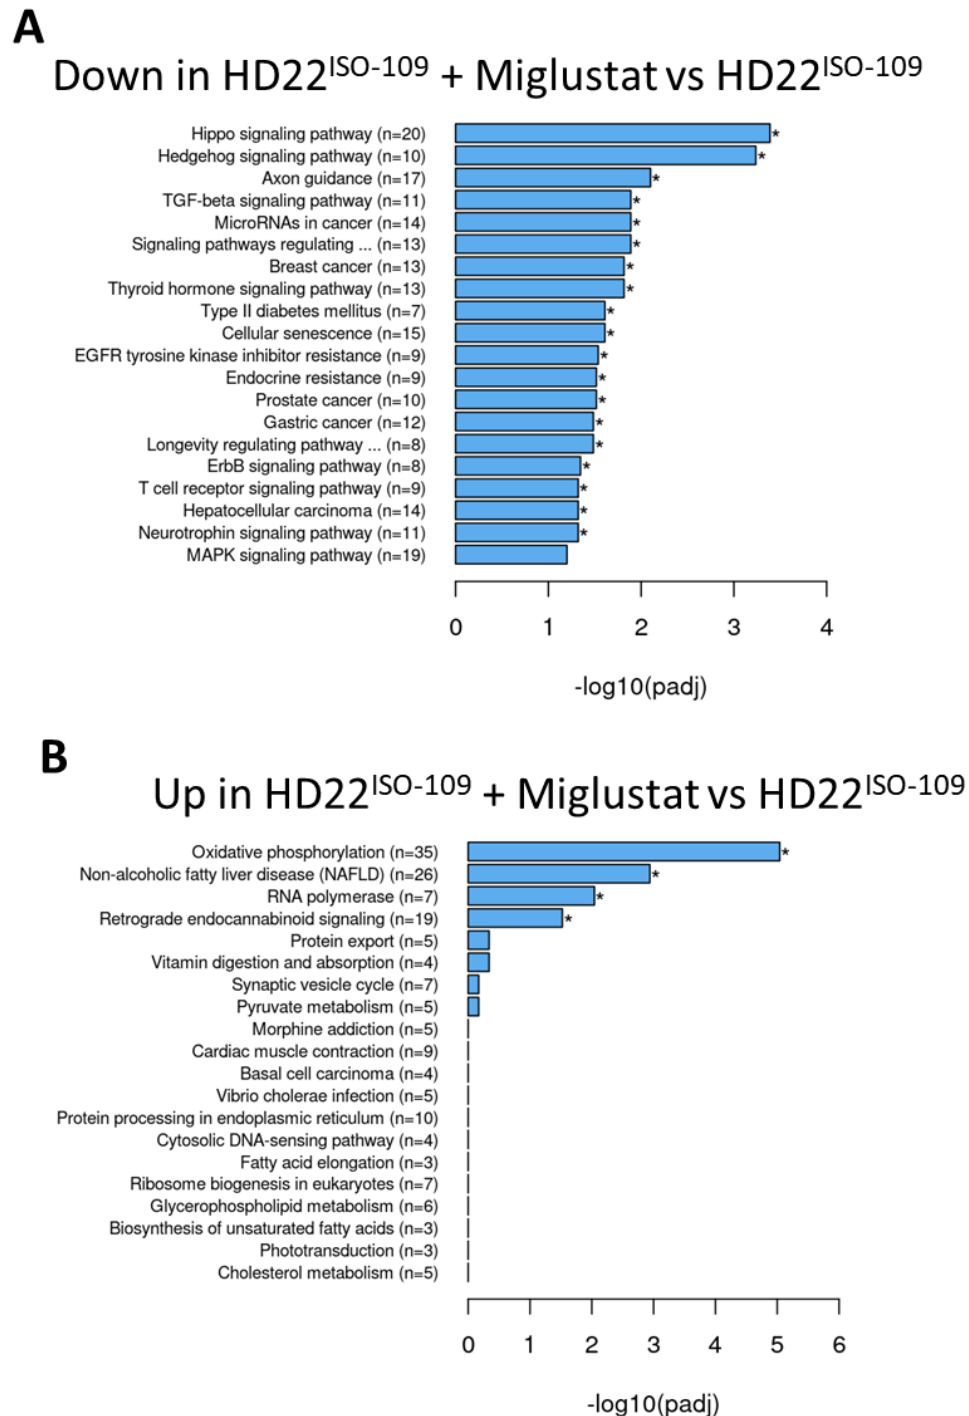 A
Down in HD22ISO-109 + Miglustat vs HD22ISO-109
Hippo signaling pathway (n=20) *
Hedgehog signaling pathway (n=10) *
Axon guidance (n=17) *
TGF-beta signaling pathway (n=11) *
MicroRNAs in cancer (n=14) *
Signaling pathways regulating ... (n=13) *
Breast cancer (n=13) *
Thyroid hormone signaling pathway (n=13) *
Type II diabetes mellitus (n=7) *
Cellular senescence (n=15) *
EGFR tyrosine kinase inhibitor resistance (n=9) *
Endocrine resistance (n=9) *
Prostate cancer (n=10) *
Gastric cancer (n=12) *
Longevity regulating pathway ... (n=8) *
ErbB signaling pathway (n=8) *
T cell receptor signaling pathway (n=9) *
Hepatocellular carcinoma (n=14) *
Neurotrophin signaling pathway (n=11) *
MAPK signaling pathway (n=19)
0 1 2 3 4
-log10(padj)
B
Up in HD22ISO-109 + Miglustat vs HD22ISO-109
Oxidative phosphorylation (n=35) *
Non-alcoholic fatty liver disease (NAFLD) (n=26) *
RNA polymerase (n=7) *
Retrograde endocannabinoid signaling (n=19) *
Protein export (n=5)
Vitamin digestion and absorption (n=4)
Synaptic vesicle cycle (n=7)
Pyruvate metabolism (n=5)
Morphine addiction (n=5)
Cardiac muscle contraction (n=9)
Basal cell carcinoma (n=4)
Vibrio cholerae infection (n=5)
Protein processing in endoplasmic reticulum (n=10)
Cytosolic DNA-sensing pathway (n=4)
Fatty acid elongation (n=3)
Ribosome biogenesis in eukaryotes (n=7)
Glycerophospholipid metabolism (n=6)
Biosynthesis of unsaturated fatty acids (n=3)
Phototransduction (n=3)
Cholesterol metabolism (n=5)
0 1 2 3 4 5 6
-log10(padj)